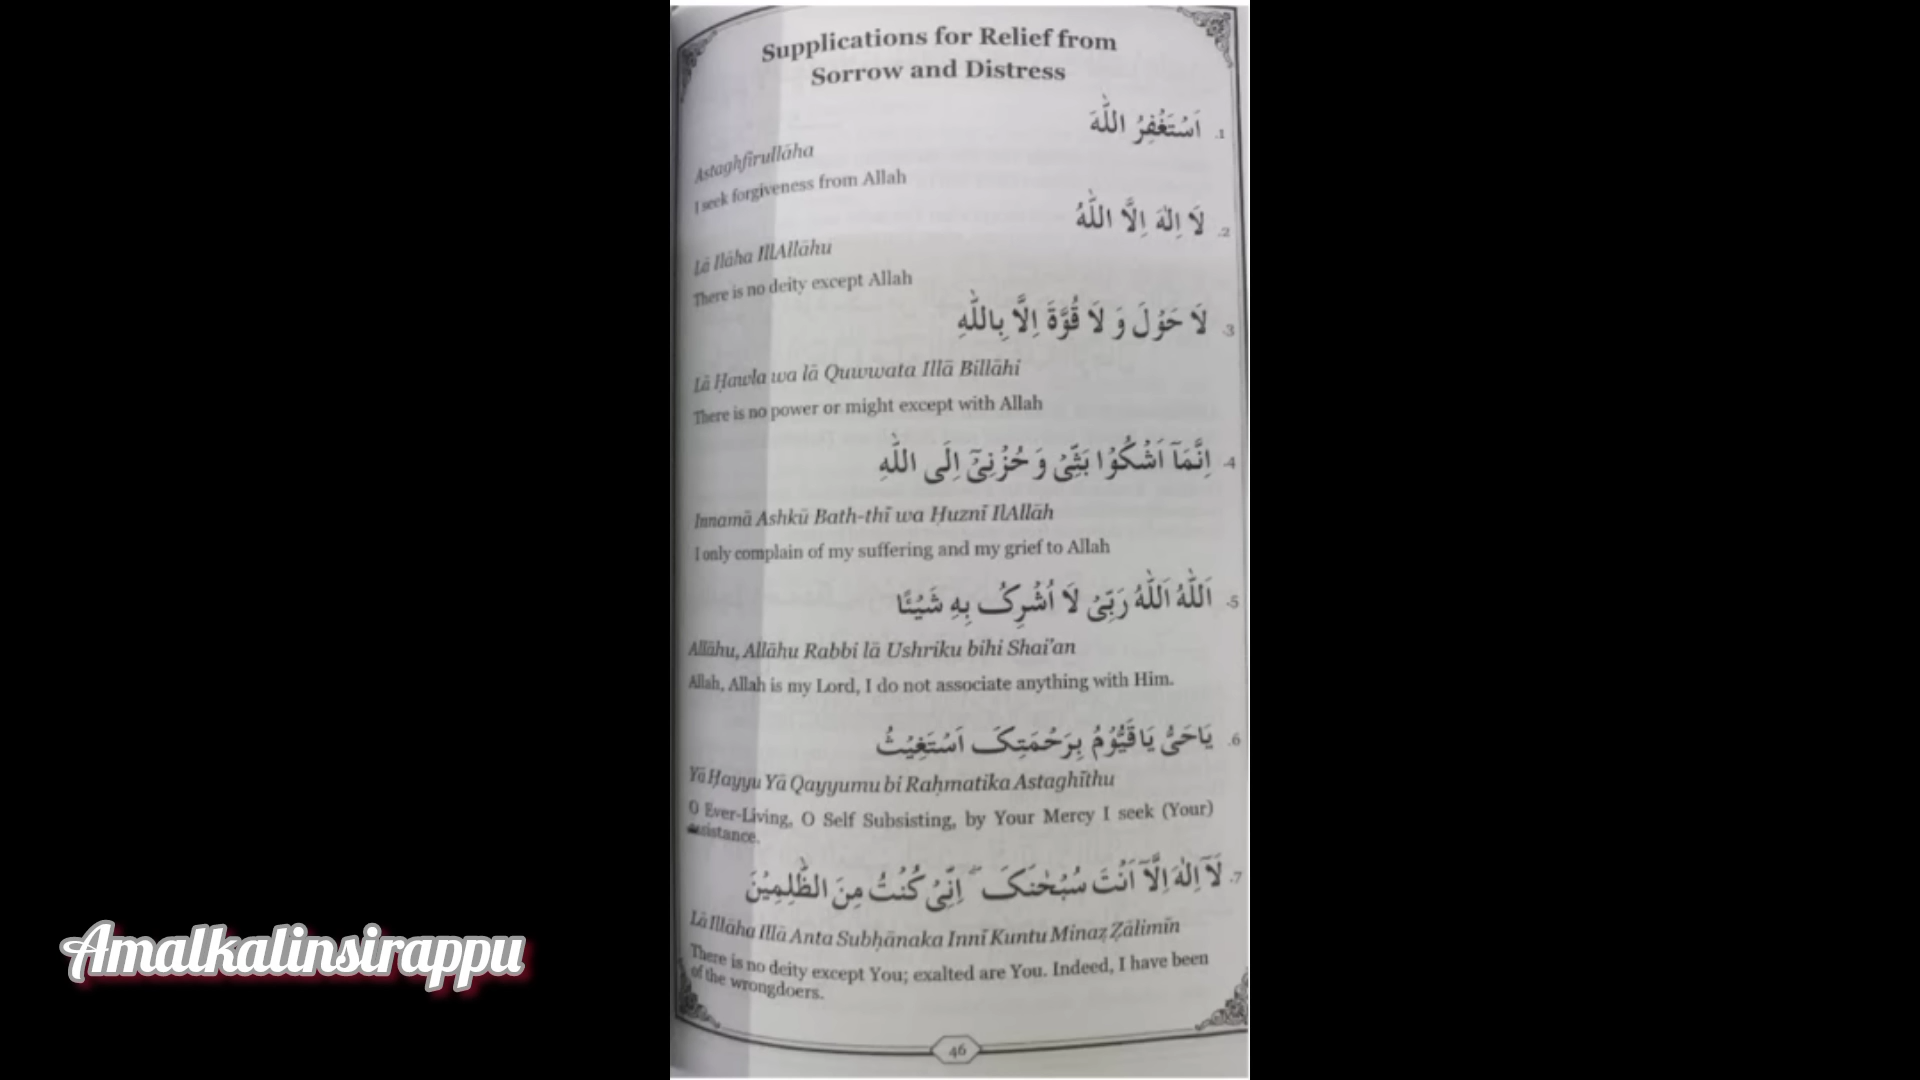 Supplications for Relief from
Sorrow and Distress
1. اَسْتَغْفِرُ اللّٰهَ
Astaghfirullāha
I seek forgiveness from Allah
2. لَا اِلٰهَ اِلَّا اللّٰهُ
Lā Ilāha IllAllāhu
There is no deity except Allah
3. لَا حَوْلَ وَ لَا قُوَّةَ اِلَّا بِاللّٰهِ
Lā Ḥawla wa lā Quwwata Illā Billāhi
There is no power or might except with Allah
4. اِنَّمَآ اَشْكُوْا بَثِّيْ وَ حُزْنِيْٓ اِلَى اللّٰهِ
Innamā Ashkū Bath-thī wa Ḥuznī IlAllāh
I only complain of my suffering and my grief to Allah
5. اَللّٰهُ اَللّٰهُ رَبِّيْ لَا اُشْرِكُ بِهِ شَيْئًا
Allāhu, Allāhu Rabbi lā Ushriku bihi Shai'an
Allah, Allah is my Lord, I do not associate anything with Him.
6. يَاحَيُّ يَا قَيُّوْمُ بِرَحْمَتِكَ اَسْتَغِيْثُ
Yā Ḥayyu Yā Qayyumu bi Raḥmatika Astaghīthu
O Ever-Living, O Self Subsisting, by Your Mercy I seek (Your)
assistance.
7. لَآ اِلٰهَ اِلَّآ اَنْتَ سُبْحٰنَكَ ۖ اِنِّيْ كُنْتُ مِنَ الظّٰلِمِيْنَ
Lā Illāha Illā Anta Subḥānaka Innī Kuntu Minaẓ Ẓālimīn
There is no deity except You; exalted are You. Indeed, I have been
of the wrongdoers.
46
Amalkalinsirappu